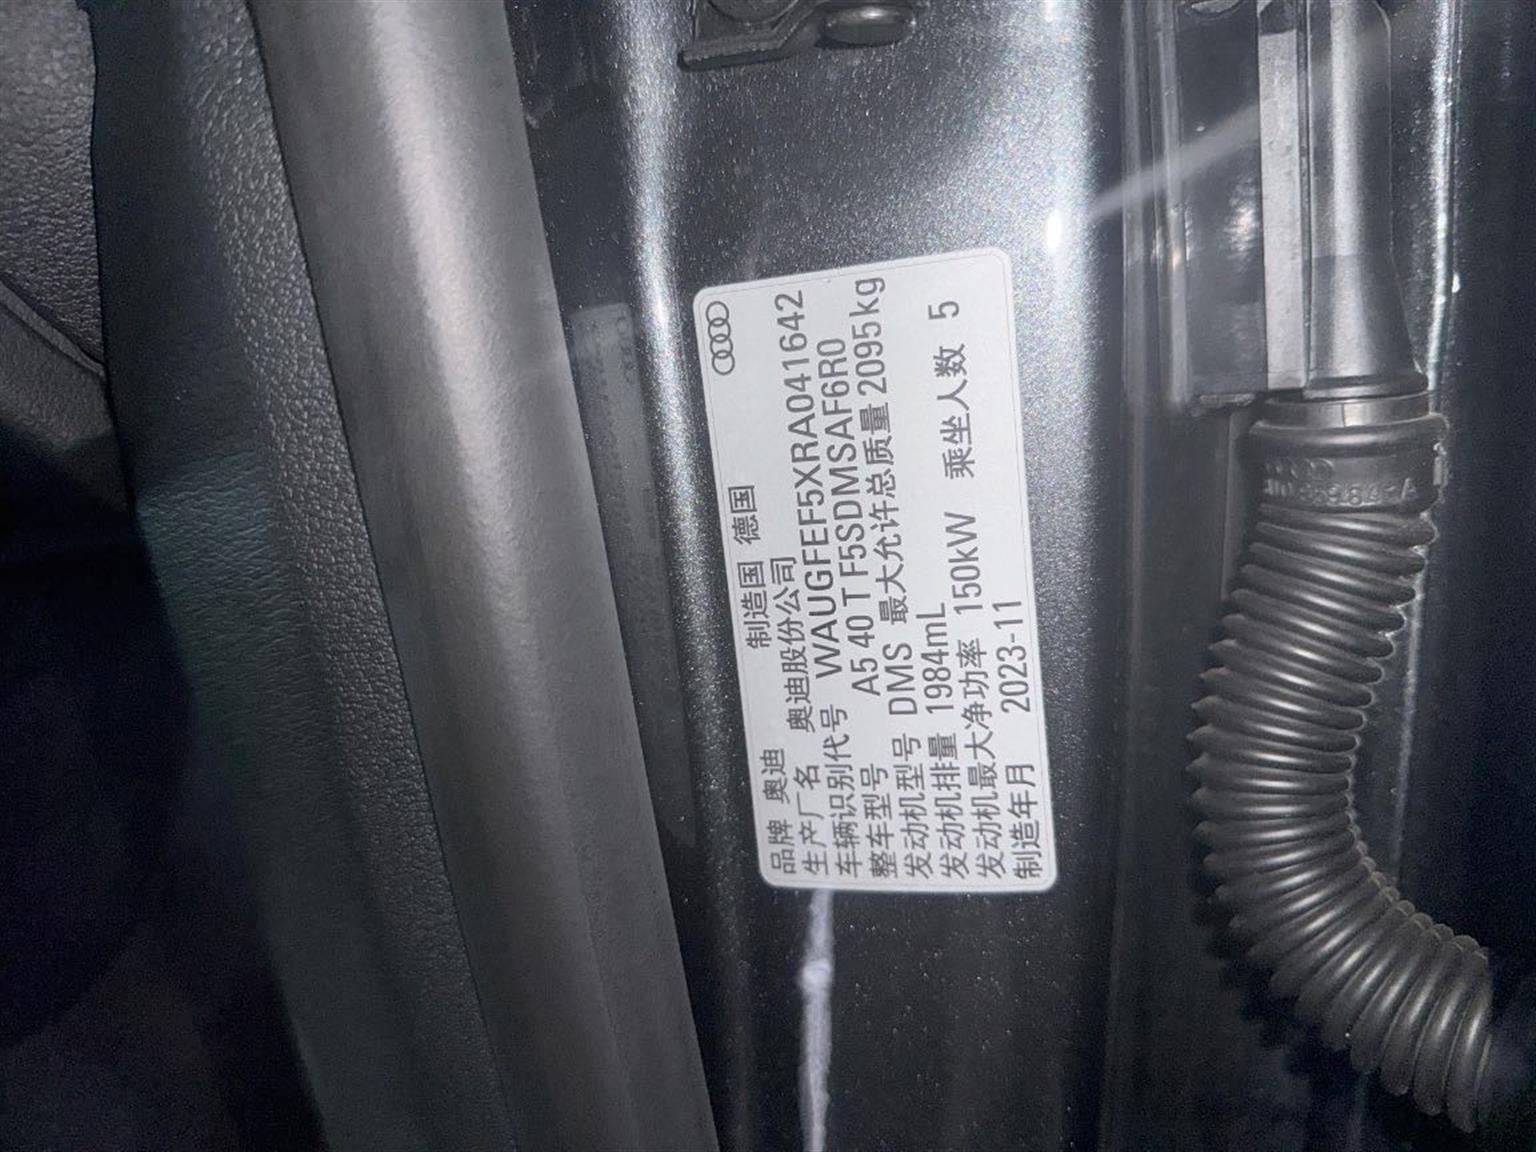 品牌 奥迪 制造国 德国
生产厂名 奥迪股份公司
车辆识别代号 WAUGFEF5XRA041642
整车型号 A5 40 T F5SDMSAF6R0
发动机型号 DMS 最大允许总质量 2095kg
发动机排量 1984mL
发动机最大净功率 150kW 乘坐人数 5
制造年月 2023-11